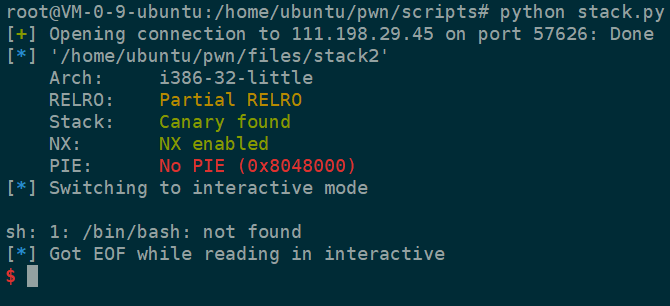 root@VM-0-9-ubuntu:/home/ubuntu/pwn/scripts# python stack.py
[+] Opening connection to 111.198.29.45 on port 57626: Done
[*] '/home/ubuntu/pwn/files/stack2'
    Arch:     i386-32-little
    RELRO:    Partial RELRO
    Stack:    Canary found
    NX:       NX enabled
    PIE:      No PIE (0x8048000)
[*] Switching to interactive mode

sh: 1: /bin/bash: not found
[*] Got EOF while reading in interactive
$